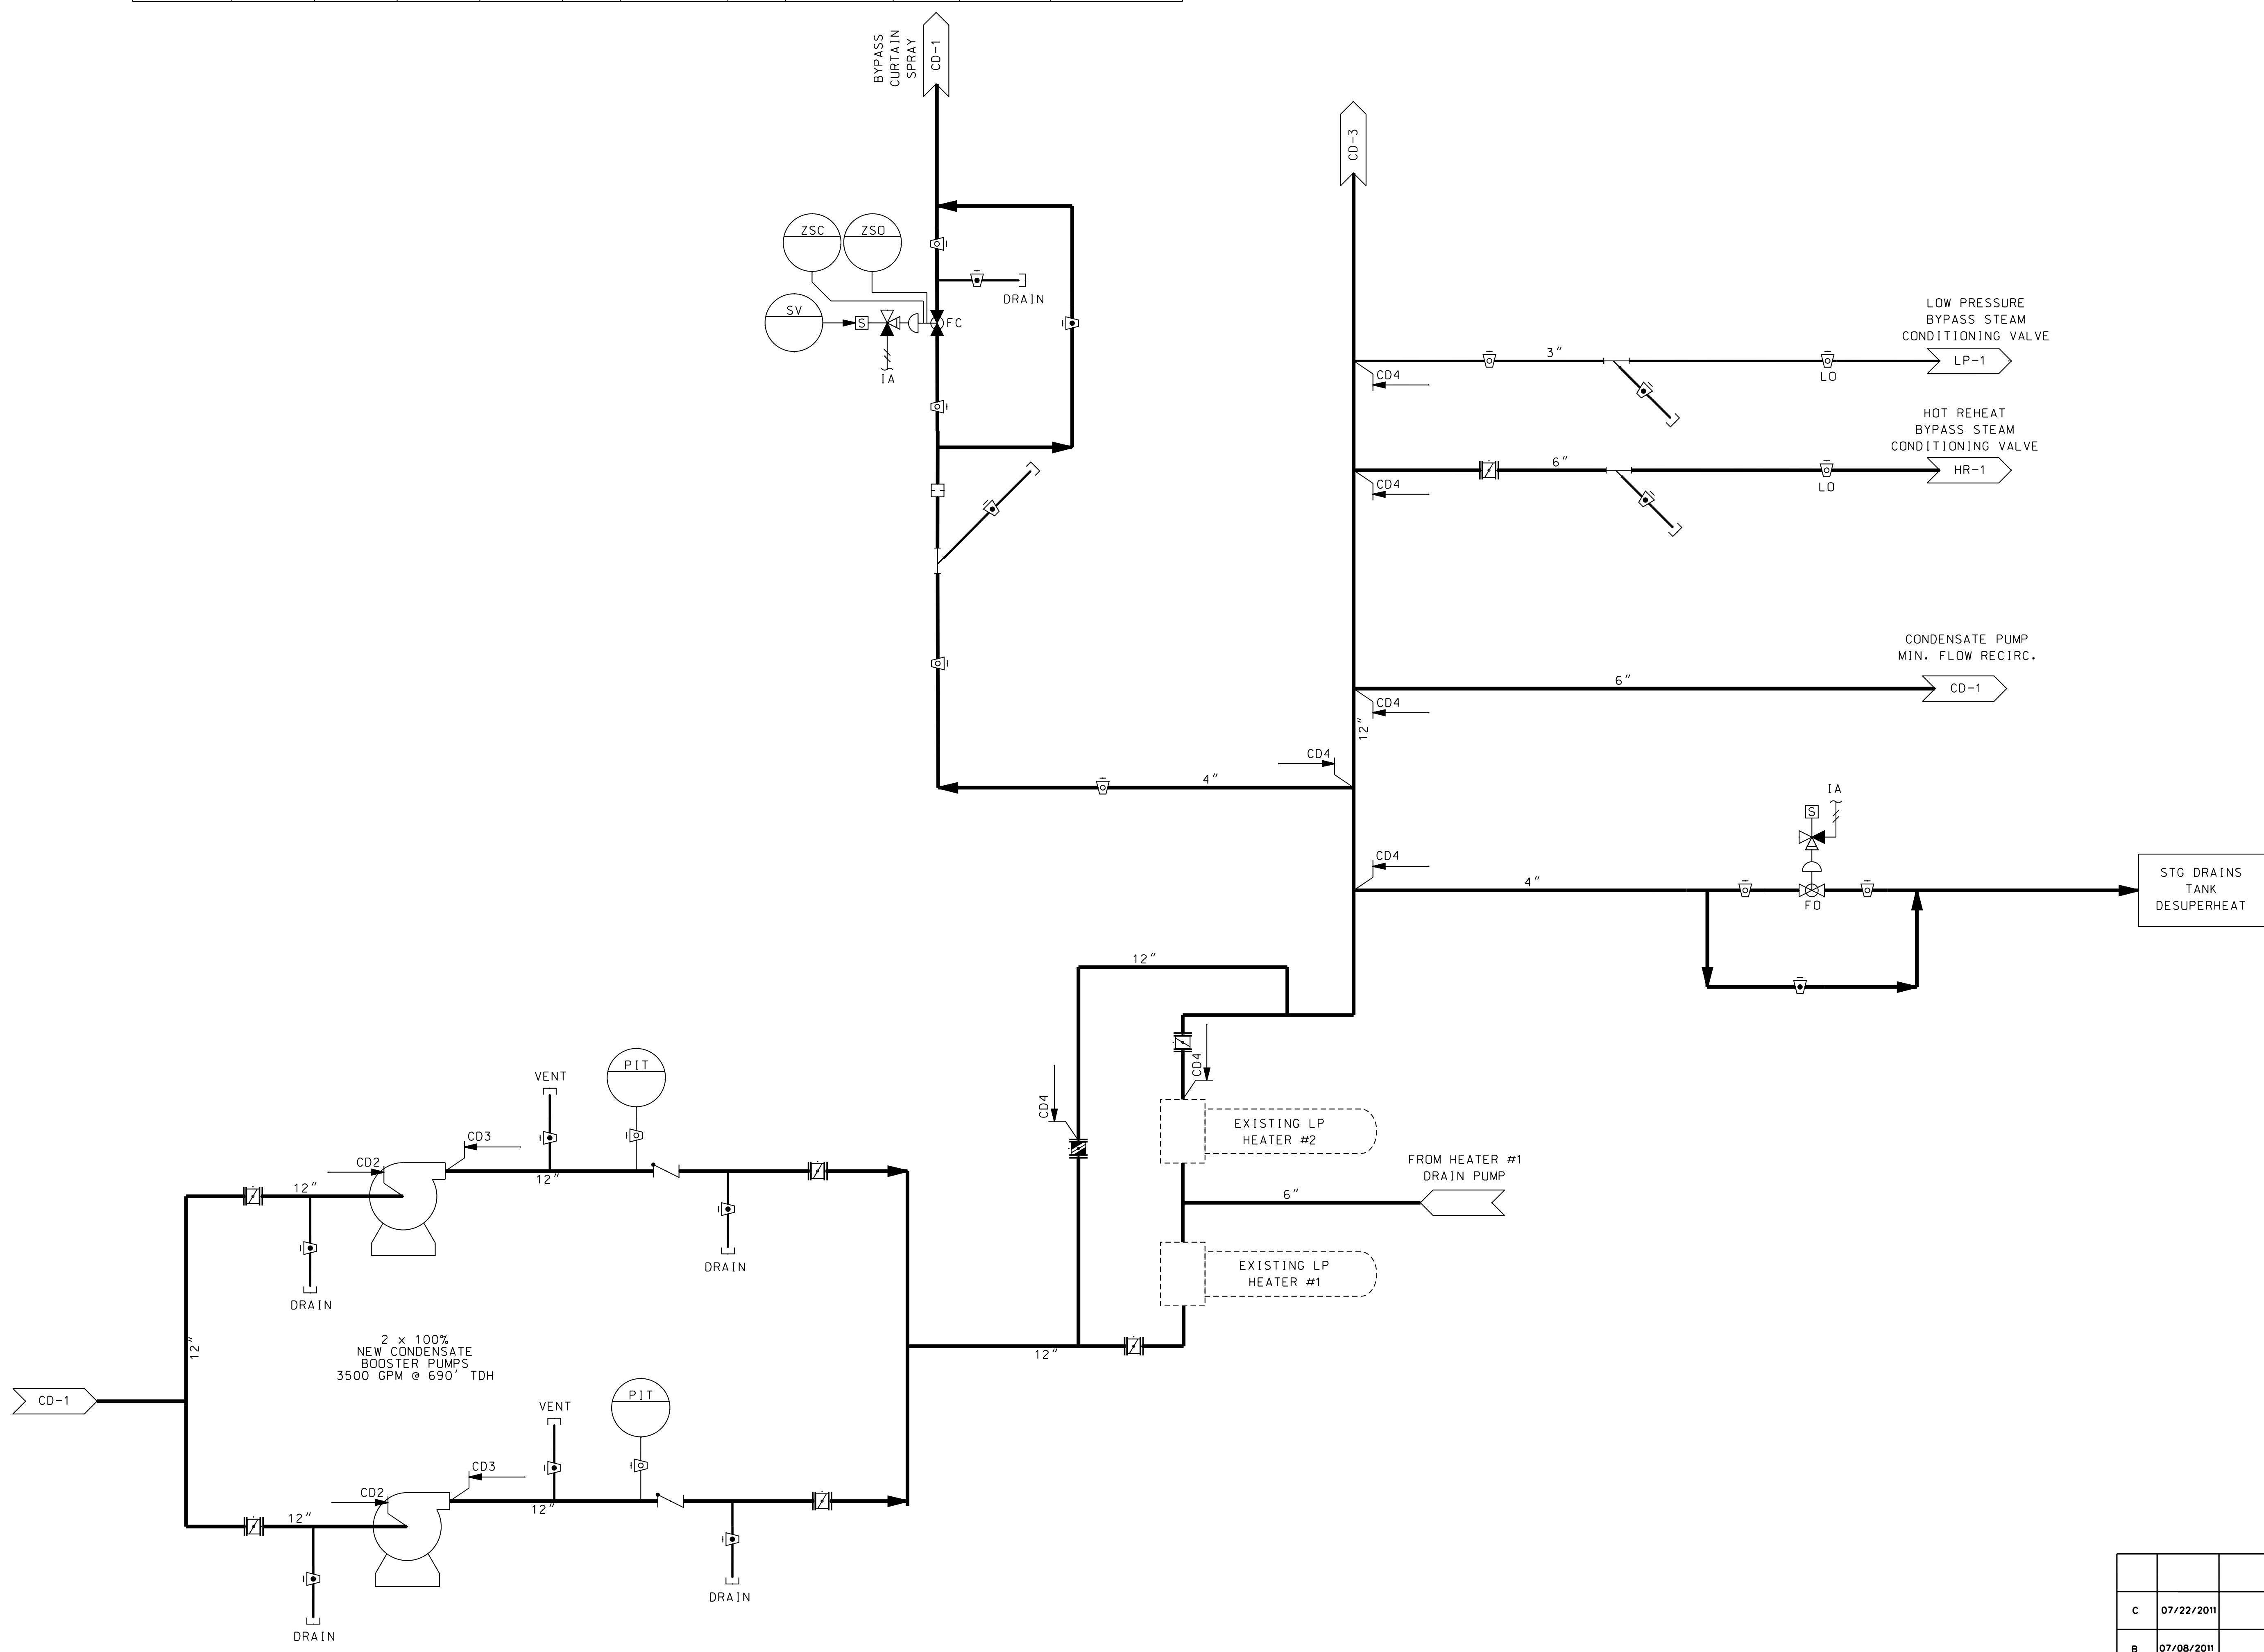 BYPASS
CURTAIN
SPRAY
CD-1
CD-3
ZSC
ZSO
DRAIN
SV
S
FC
IA
LOW PRESSURE
BYPASS STEAM
CONDITIONING VALVE
3"
LP-1
CD4
LO
HOT REHEAT
BYPASS STEAM
CONDITIONING VALVE
6"
HR-1
CD4
LO
CONDENSATE PUMP
MIN. FLOW RECIRC.
6"
CD-1
CD4
12"
CD4
4"
IA
S
CD4
4"
FO
STG DRAINS
TANK
DESUPERHEAT
12"
CD4
CD4
EXISTING LP
HEATER #2
FROM HEATER #1
DRAIN PUMP
6"
EXISTING LP
HEATER #1
12"
VENT
PIT
CD3
CD2
12"
12"
DRAIN
DRAIN
12"
2 x 100%
NEW CONDENSATE
BOOSTER PUMPS
3500 GPM @ 690' TDH
CD-1
VENT
PIT
CD3
CD2
12"
12"
DRAIN
DRAIN
C 07/22/2011
B 07/08/2011